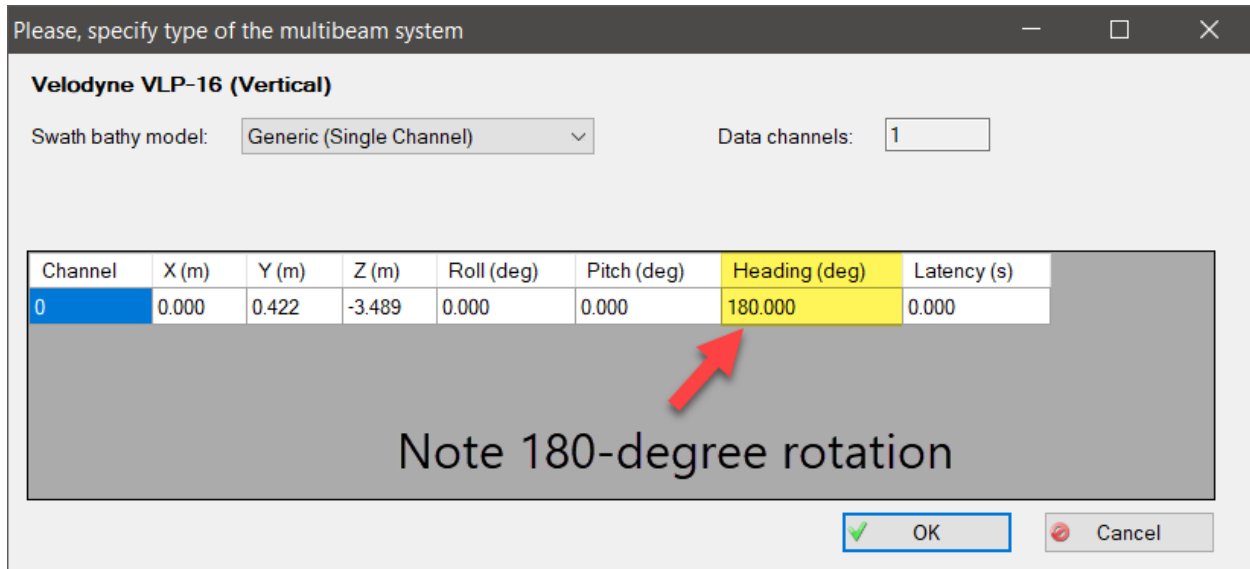 Please, specify type of the multibeam system
Velodyne VLP-16 (Vertical)
Swath bathy model: Generic (Single Channel) Data channels: 1
Channel X (m) Y (m) Z (m) Roll (deg) Pitch (deg) Heading (deg) Latency (s)
0 0.000 0.422 -3.489 0.000 0.000 180.000 0.000
Note 180-degree rotation
OK Cancel